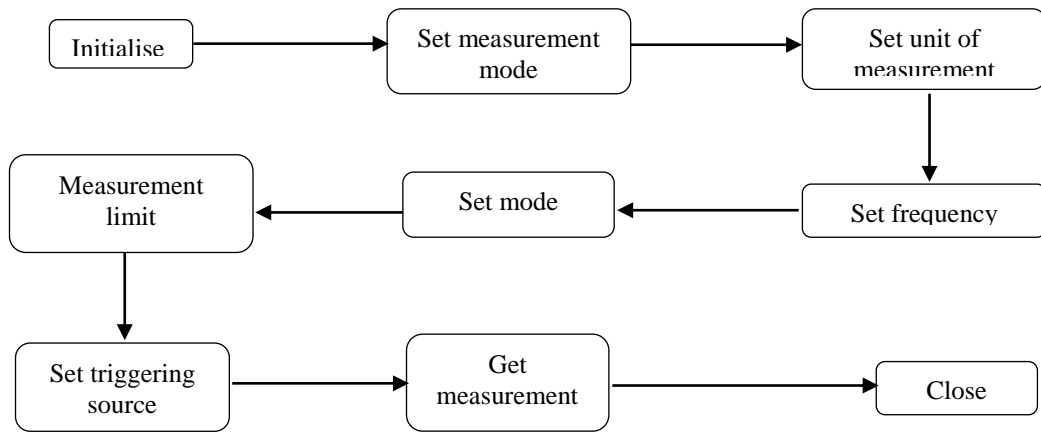 Initialise
Set measurement
mode
Set unit of
measurement
Set frequency
Set mode
Measurement
limit
Set triggering
source
Get
measurement
Close